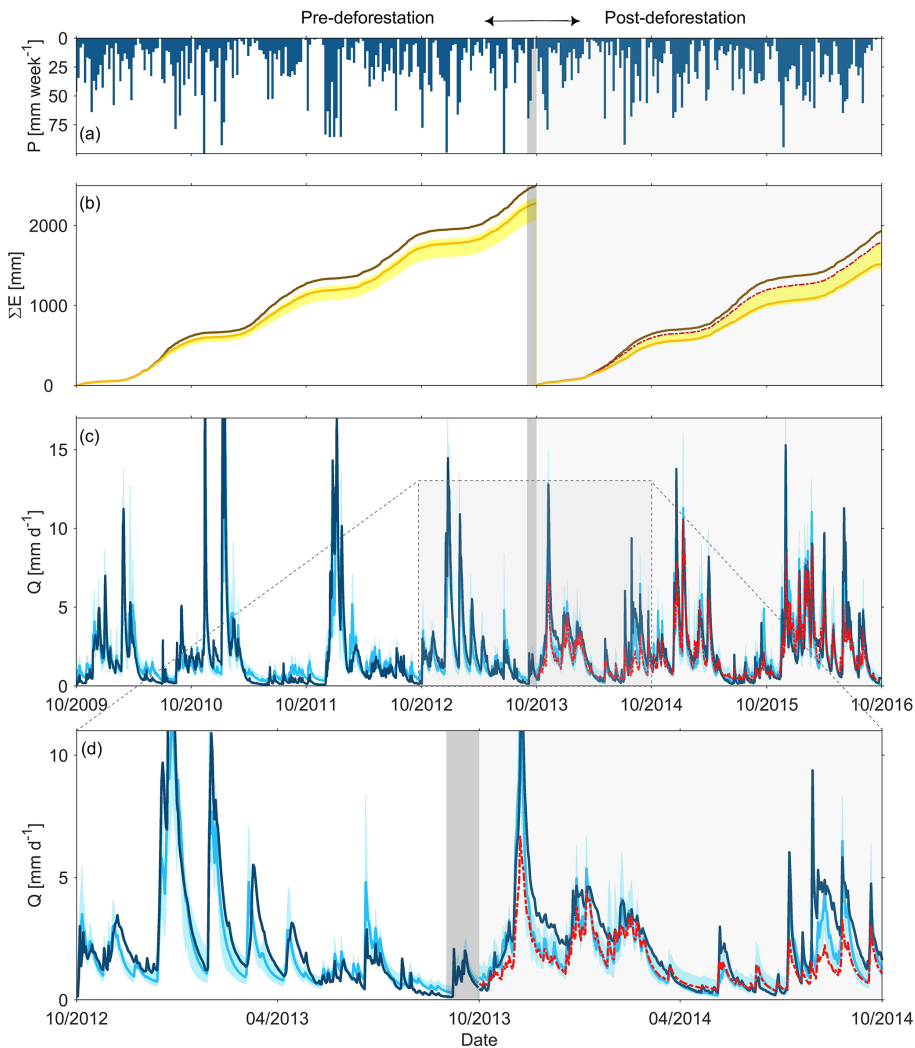 Pre-deforestation Post-deforestation
P [mm week-1]
0
25
50
75
(a)
ΣE [mm]
2000
1000
0
(b)
Q [mm d-1]
15
10
5
0
(c)
10/2009 10/2010 10/2011 10/2012 10/2013 10/2014 10/2015 10/2016
Q [mm d-1]
10
5
0
(d)
10/2012 04/2013 10/2013 04/2014 10/2014
Date